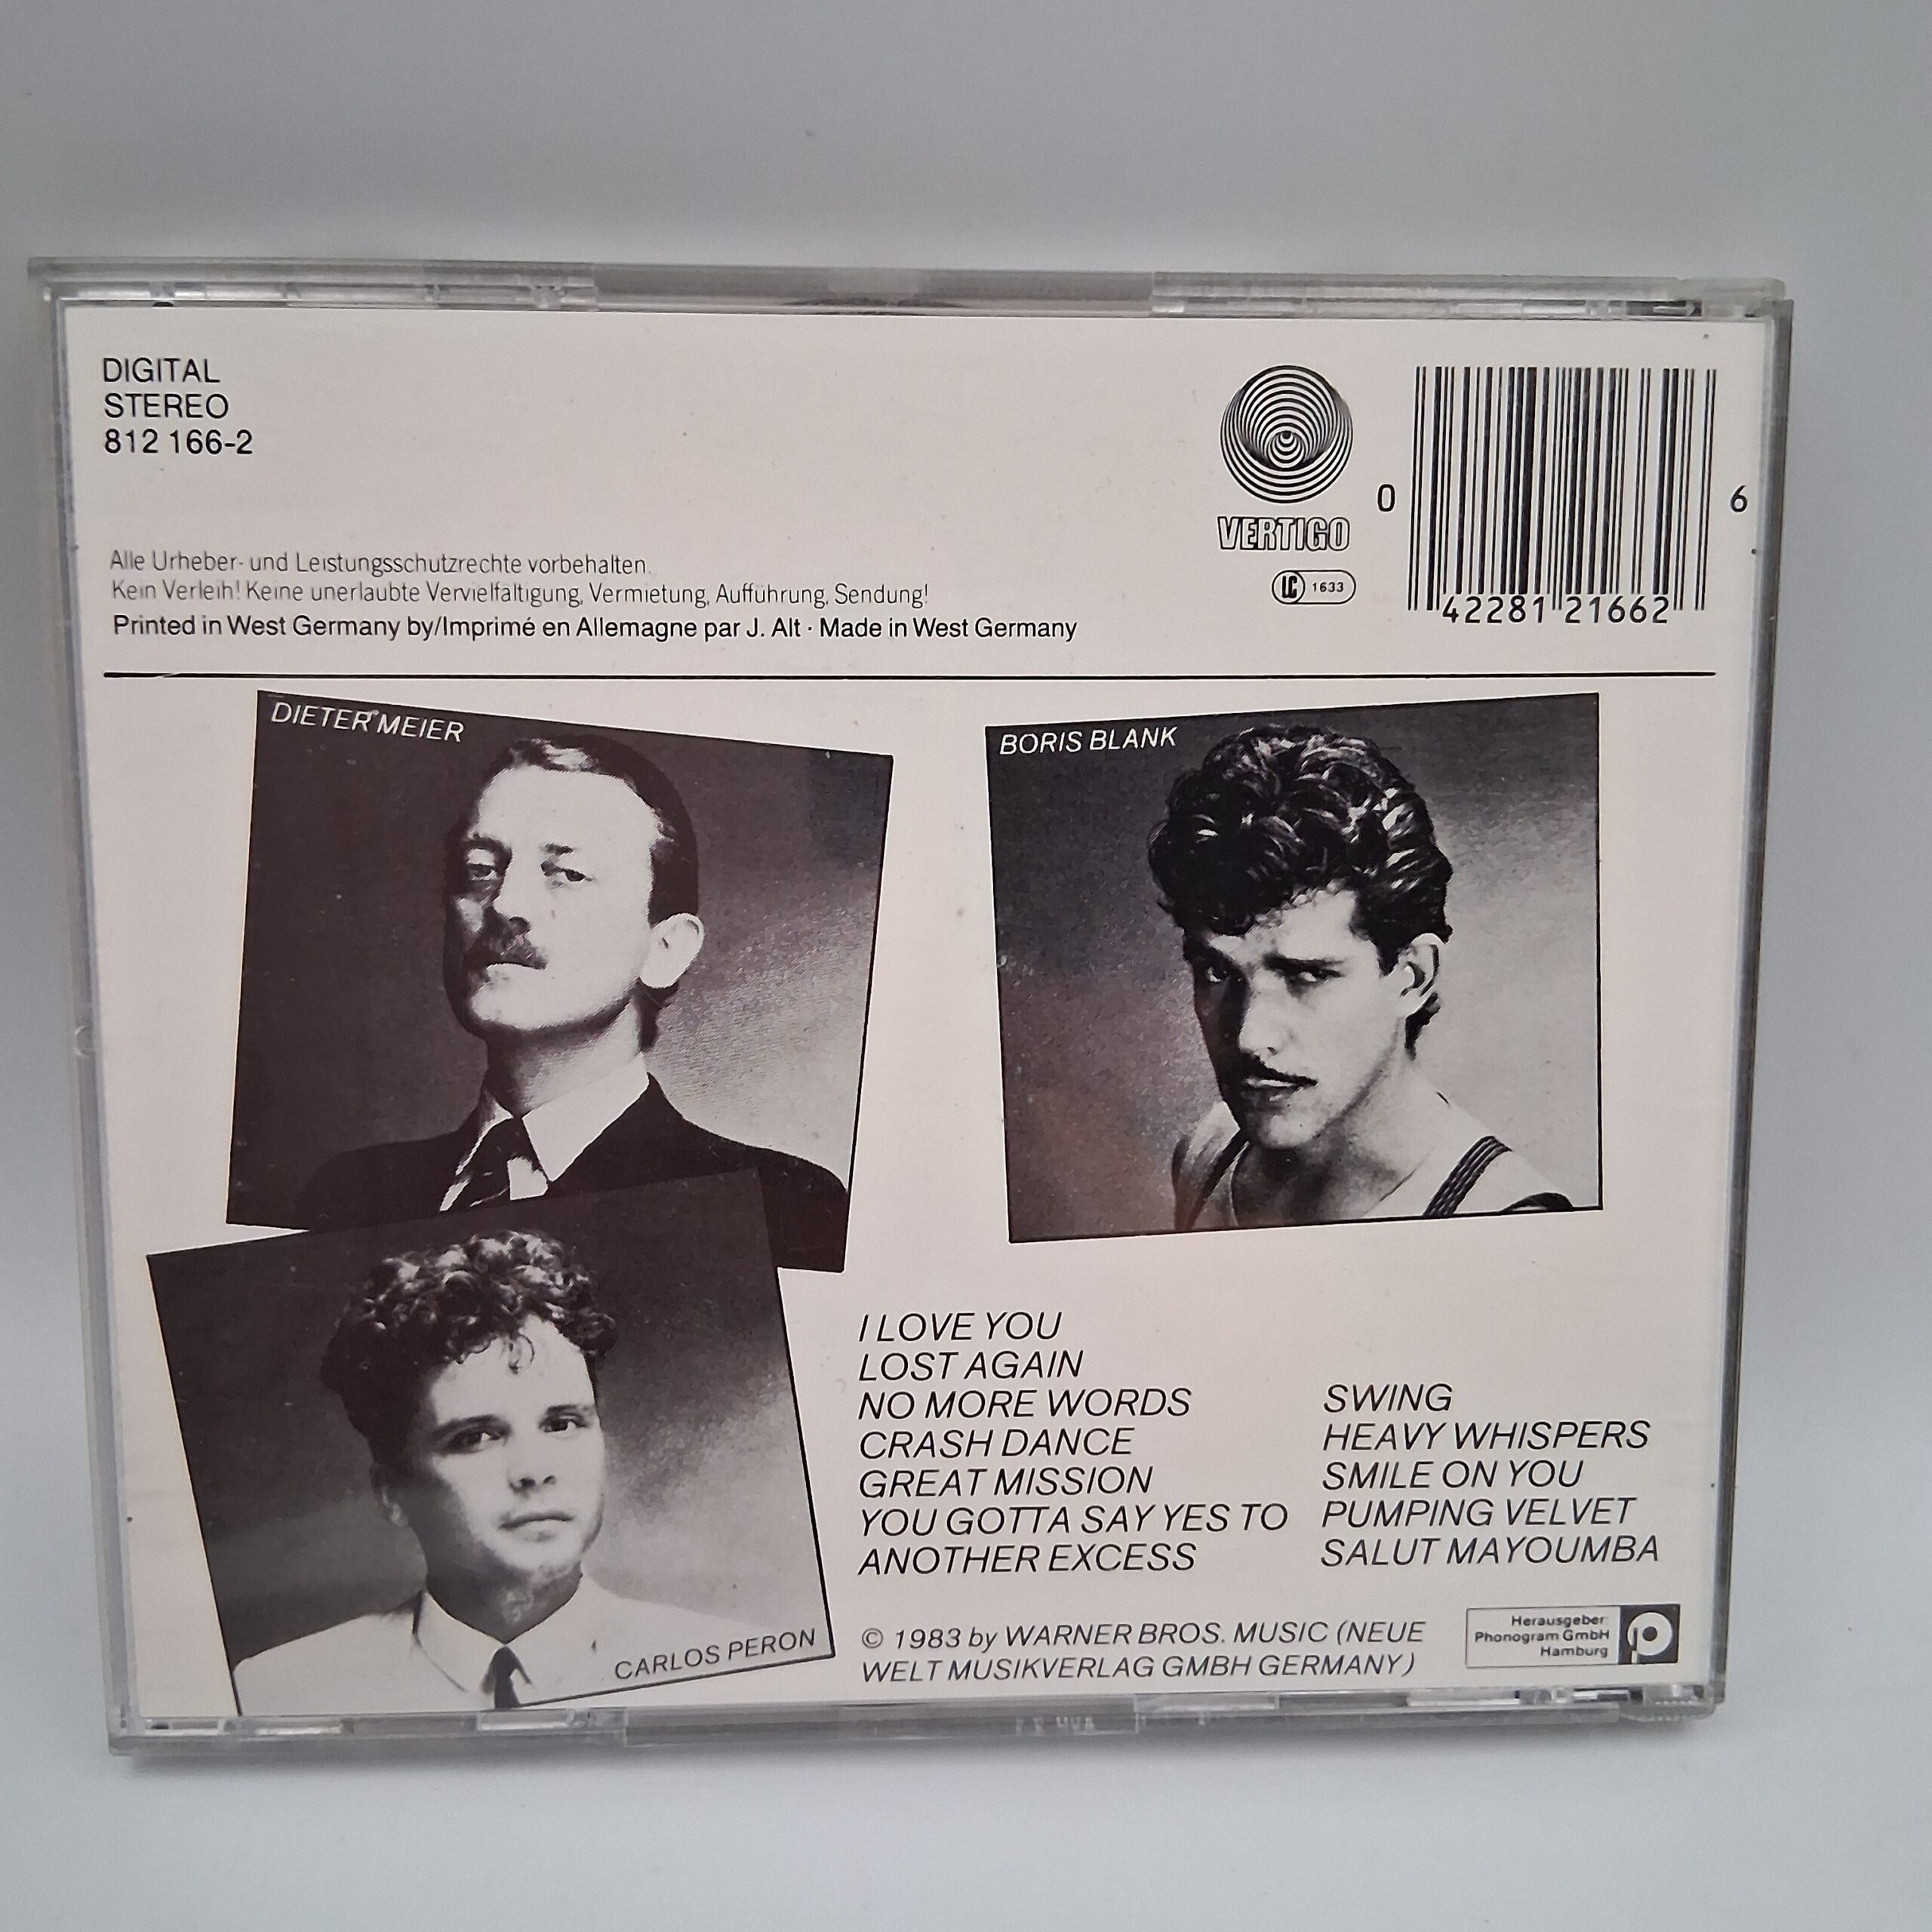 DIGITAL
STEREO
812 166-2
VERTIGO
LC 1633
0 42281 21662 6
Alle Urheber- und Leistungsschutzrechte vorbehalten.
Kein Verleih! Keine unerlaubte Vervielfältigung, Vermietung, Aufführung, Sendung!
Printed in West Germany by/Imprimé en Allemagne par J. Alt · Made in West Germany
DIETER MEIER
BORIS BLANK
CARLOS PERON
I LOVE YOU
LOST AGAIN
NO MORE WORDS
CRASH DANCE
GREAT MISSION
YOU GOTTA SAY YES TO
ANOTHER EXCESS
SWING
HEAVY WHISPERS
SMILE ON YOU
PUMPING VELVET
SALUT MAYOUMBA
© 1983 by WARNER BROS. MUSIC (NEUE
WELT MUSIKVERLAG GMBH GERMANY)
Herausgeber:
Phonogram GmbH
Hamburg